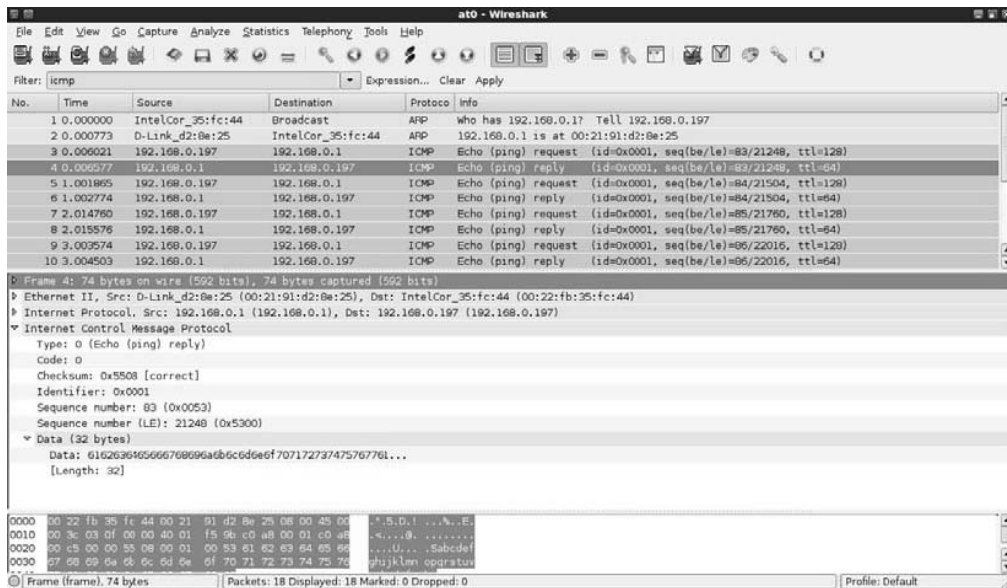 at0 - Wireshark
File Edit View Go Capture Analyze Statistics Telephony Tools Help
Filter: icmp Expression... Clear Apply
No. Time Source Destination Protoco Info
1 0.000000 IntelCor_35:fc:44 Broadcast ARP Who has 192.168.0.1? Tell 192.168.0.197
2 0.000773 D-Link_d2:8e:25 IntelCor_35:fc:44 ARP 192.168.0.1 is at 00:21:91:d2:8e:25
3 0.006021 192.168.0.197 192.168.0.1 ICMP Echo (ping) request (id=0x0001, seq(be/le)=83/21248, ttl=128)
4 0.006577 192.168.0.1 192.168.0.197 ICMP Echo (ping) reply (id=0x0001, seq(be/le)=83/21248, ttl=64)
5 1.001865 192.168.0.197 192.168.0.1 ICMP Echo (ping) request (id=0x0001, seq(be/le)=84/21504, ttl=128)
6 1.002774 192.168.0.1 192.168.0.197 ICMP Echo (ping) reply (id=0x0001, seq(be/le)=84/21504, ttl=64)
7 2.014760 192.168.0.197 192.168.0.1 ICMP Echo (ping) request (id=0x0001, seq(be/le)=85/21760, ttl=128)
8 2.015576 192.168.0.1 192.168.0.197 ICMP Echo (ping) reply (id=0x0001, seq(be/le)=85/21760, ttl=64)
9 3.003574 192.168.0.197 192.168.0.1 ICMP Echo (ping) request (id=0x0001, seq(be/le)=86/22016, ttl=128)
10 3.004503 192.168.0.1 192.168.0.197 ICMP Echo (ping) reply (id=0x0001, seq(be/le)=86/22016, ttl=64)
Frame 4: 74 bytes on wire (592 bits), 74 bytes captured (592 bits)
Ethernet II, Src: D-Link_d2:8e:25 (00:21:91:d2:8e:25), Dst: IntelCor_35:fc:44 (00:22:fb:35:fc:44)
Internet Protocol, Src: 192.168.0.1 (192.168.0.1), Dst: 192.168.0.197 (192.168.0.197)
Internet Control Message Protocol
Type: 0 (Echo (ping) reply)
Code: 0
Checksum: 0x5508 [correct]
Identifier: 0x0001
Sequence number: 83 (0x0053)
Sequence number (LE): 21248 (0x5300)
Data (32 bytes)
Data: 6162636465666768696a6b6c6d6e6f7071727374757677 61...
[Length: 32]
0000 00 22 fb 35 fc 44 00 21 91 d2 8e 25 08 00 45 00 .".5.D.! ...%..E.
0010 00 3c 03 0f 00 00 40 01 f5 9b c0 a8 00 01 c0 a8 .<....@. ........
0020 00 c5 00 00 55 08 00 01 00 53 61 62 63 64 65 66 ....U... .Sabcdef
0030 67 68 69 6a 6b 6c 6d 6e 6f 70 71 72 73 74 75 76 ghijklmn opqrstuv
Frame (frame), 74 bytes Packets: 18 Displayed: 18 Marked: 0 Dropped: 0 Profile: Default